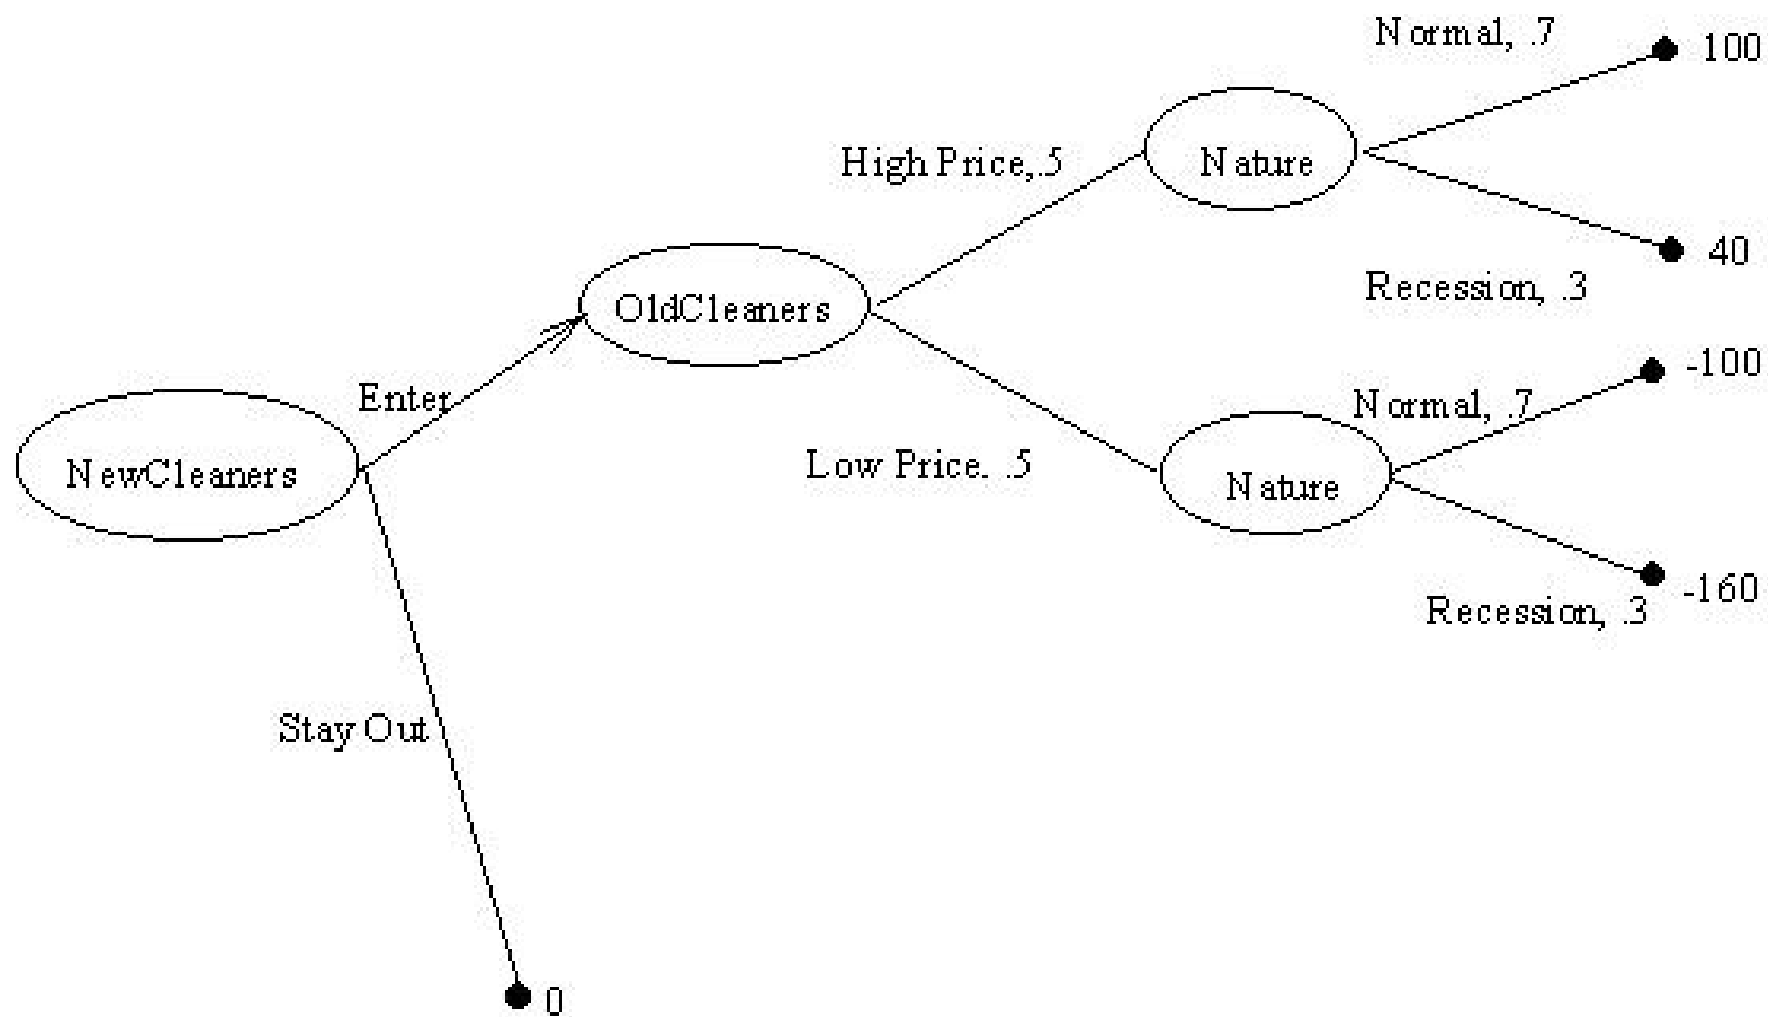 Normal, .7
100
High Price,.5
Nature
40
Recession, .3
OldCleaners
-100
Enter
Normal, .7
NewCleaners
Low Price. .5
Nature
-160
Recession, .3
Stay Out
0